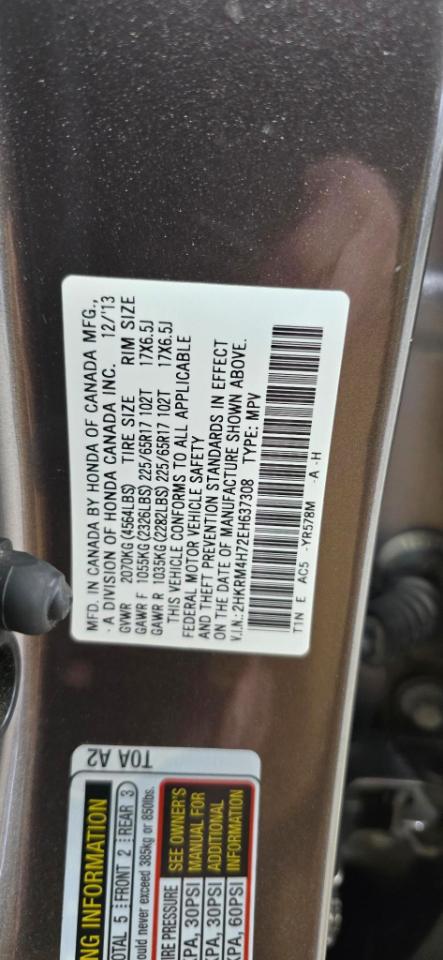 MFD. IN CANADA BY HONDA OF CANADA MFG.,
A DIVISION OF HONDA CANADA INC. 12/'13
GVWR 2070KG (4564LBS) TIRE SIZE RIM SIZE
GAWR F 1055KG (2326LBS) 225/65R17 102T 17X6.5J
GAWR R 1035KG (2282LBS) 225/65R17 102T 17X6.5J
THIS VEHICLE CONFORMS TO ALL APPLICABLE
FEDERAL MOTOR VEHICLE SAFETY
AND THEFT PREVENTION STANDARDS IN EFFECT
ON THE DATE OF MANUFACTURE SHOWN ABOVE.
V.I.N.: 2HKRM4H72EH637308 TYPE: MPV
T1N E AC5 -YR578M -A -H
T0A A2
NG INFORMATION
OTAL 5 FRONT 2 REAR 3
ould never exceed 385kg or 850lbs.
IRE PRESSURE SEE OWNER'S
MANUAL FOR
ADDITIONAL
INFORMATION
KPA, 30PSI
KPA, 30PSI
KPA, 60PSI